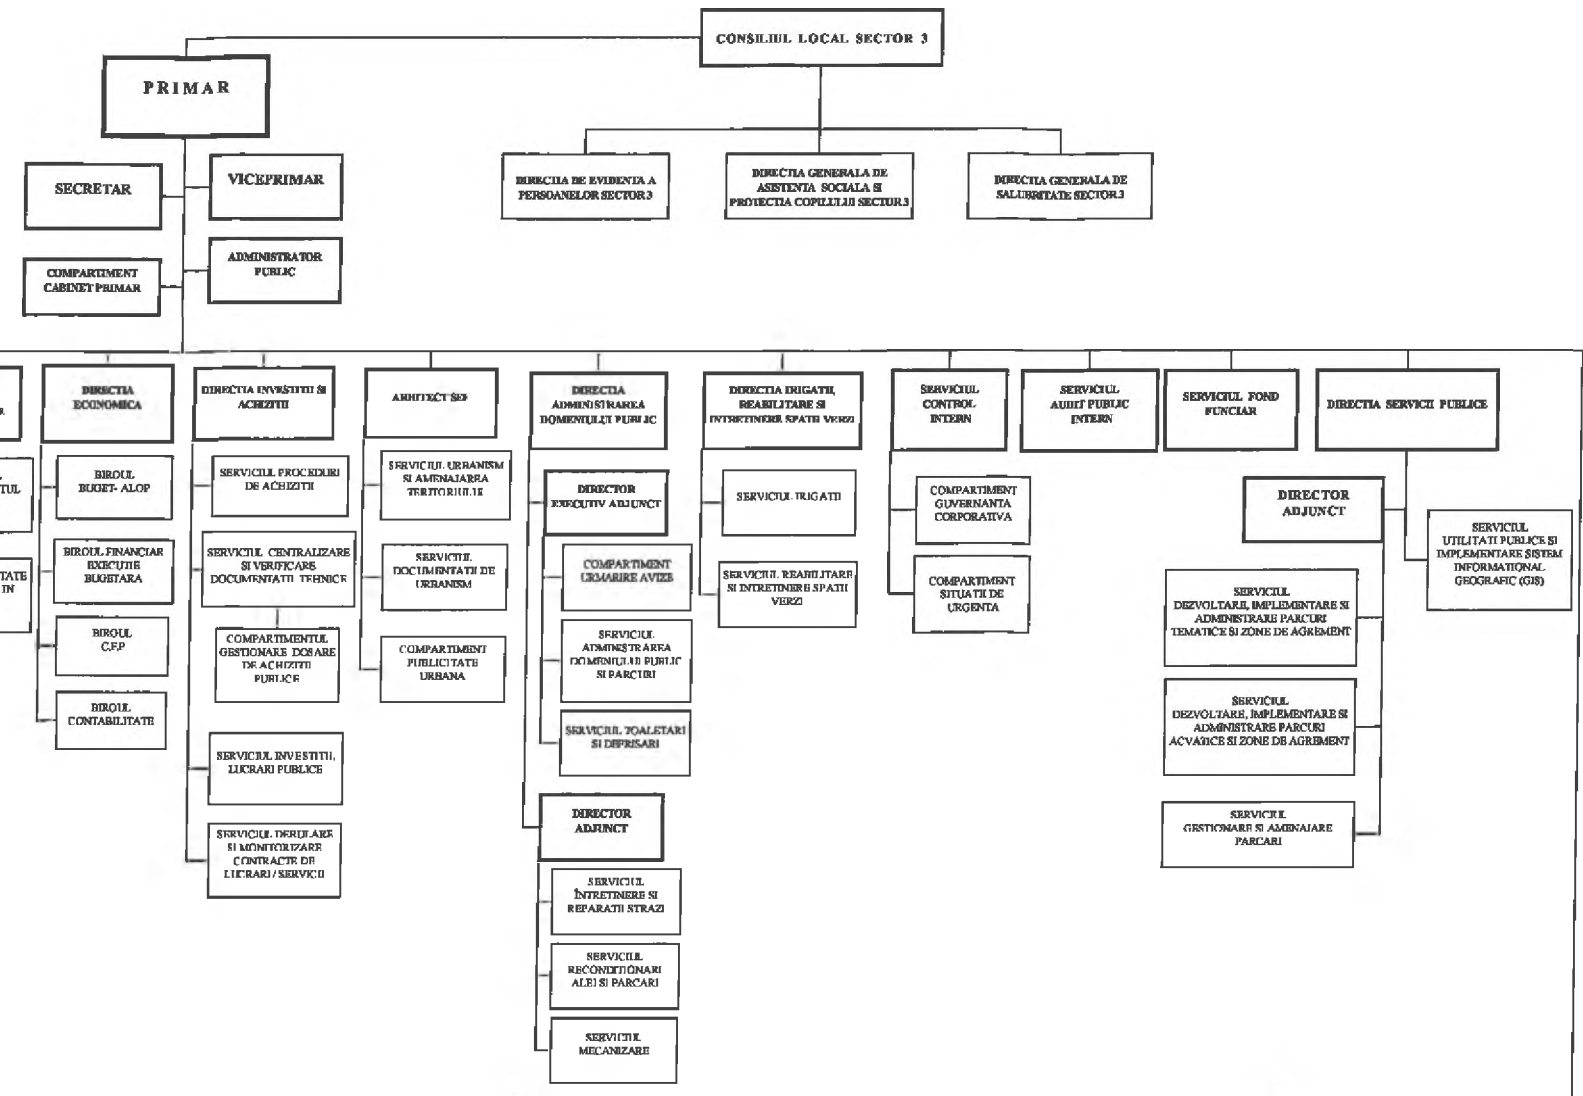 CONSILIUL LOCAL SECTOR 3
PRIMAR
SECRETAR
VICEPRIMAR
COMPARTIMENT
CABINET PRIMAR
ADMINISTRATOR
PUBLIC
DIRECTIA DE EVIDENTA A
PERSOANELOR SECTOR 3
DIRECTIA GENERALA DE
ASISTENTA SOCIALA SI
PROTECTIA COPILULUI SECTUR 3
DIRECTIA GENERALA DE
SALUBRITATE SECTOR 3
R
L
TUL
TATE
IN
DIRECTIA
ECONOMICA
BIROUL
BUGET- ALOP
BIROUL FINANCIAR
EXECUTIE
BUGETARA
BIROUL
C.F.P
BIROUL
CONTABILITATE
DIRECTIA INVESTITII SI
ACHIZITII
SERVICIUL PROCEDURI
DE ACHIZITII
SERVICIUL CENTRALIZARE
SI VERIFICARE
DOCUMENTATII TEHNICE
COMPARTIMENTUL
GESTIONARE DOSARE
DE ACHIZITII
PUBLICE
SERVICIUL INVESTITII,
LUCRARI PUBLICE
SERVICIUL DERULARE
SI MONITORIZARE
CONTRACTE DE
LUCRARI / SERVICII
ARHITECT SEF
SERVICIUL URBANISM
SI AMENAJAREA
TERITORIULUI
SERVICIUL
DOCUMENTATII DE
URBANISM
COMPARTIMENT
PUBLICITATE
URBANA
DIRECTIA
ADMINISTRAREA
DOMENIULUI PUBLIC
DIRECTOR
EXECUTIV ADJUNCT
COMPARTIMENT
URMARIRE AVIZE
SERVICIUL
ADMINISTRAREA
DOMENIULUI PUBLIC
SI PARCURI
SERVICIUL TOALETARI
SI DEFRISARI
DIRECTOR
ADJUNCT
SERVICIUL
ÎNTRETINERE SI
REPARATII STRAZI
SERVICIUL
RECONDITIONARI
ALEI SI PARCARI
SERVICIUL
MECANIZARE
DIRECTIA IRIGATII,
REABILITARE SI
INTRETINERE SPATII VERZI
SERVICIUL IRIGATII
SERVICIUL REABILITARE
SI INTRETINERE SPATII
VERZI
SERVICIUL
CONTROL
INTERN
COMPARTIMENT
GUVERNANTA
CORPORATIVA
COMPARTIMENT
SITUATII DE
URGENTA
SERVICIUL
AUDIT PUBLIC
INTERN
SERVICIUL FOND
FUNCIAR
DIRECTIA SERVICII PUBLICE
DIRECTOR
ADJUNCT
SERVICIUL
UTILITATI PUBLICE SI
IMPLEMENTARE SISTEM
INFORMATIONAL
GEOGRAFIC (GIS)
SERVICIUL
DEZVOLTARE, IMPLEMENTARE SI
ADMINISTRARE PARCURI
TEMATICE SI ZONE DE AGREMENT
SERVICIUL
DEZVOLTARE, IMPLEMENTARE SI
ADMINISTRARE PARCURI
ACVATICE SI ZONE DE AGREMENT
SERVICIUL
GESTIONARE SI AMENAJARE
PARCARI